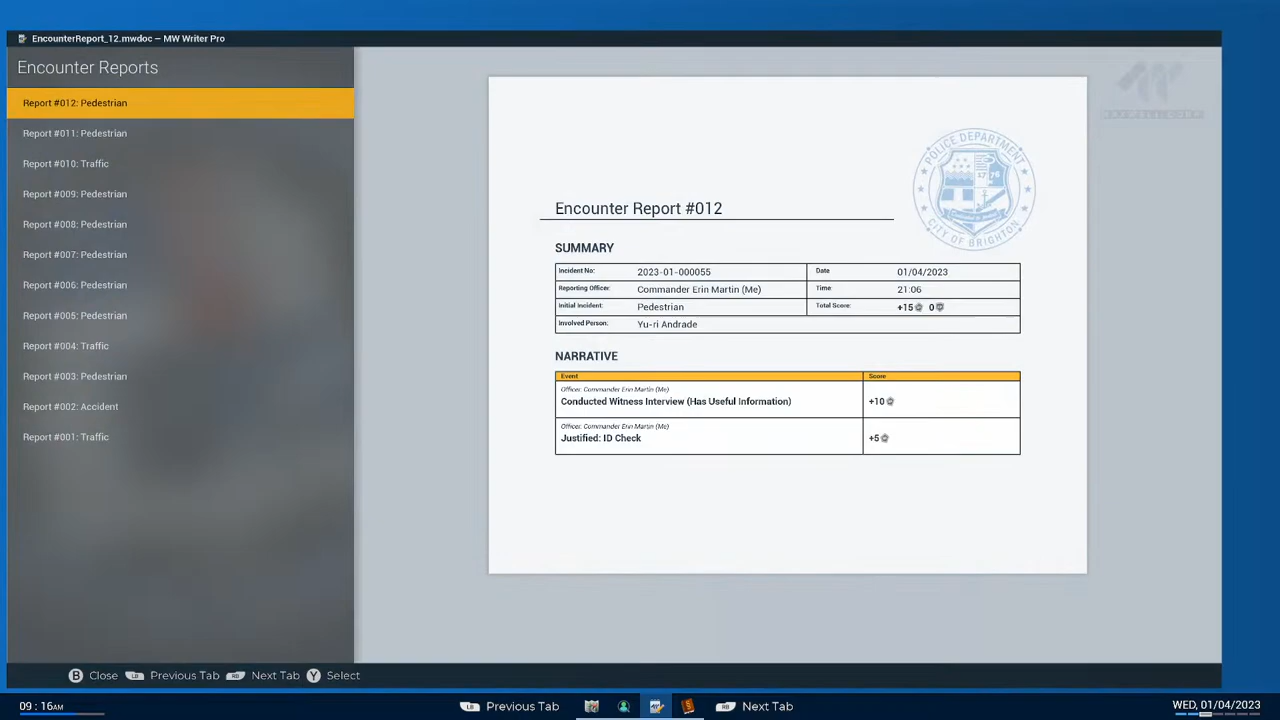 EncounterReport_12.mwdoc – MW Writer Pro
Encounter Reports
Report #012: Pedestrian
Report #011: Pedestrian
Report #010: Traffic
Report #009: Pedestrian
Report #008: Pedestrian
Report #007: Pedestrian
Report #006: Pedestrian
Report #005: Pedestrian
Report #004: Traffic
Report #003: Pedestrian
Report #002: Accident
Report #001: Traffic
POLICE DEPARTMENT
1776
CITY OF BRIGHTON
Encounter Report #012
SUMMARY
Incident No: 2023-01-000055 Date 01/04/2023
Reporting Officer: Commander Erin Martin (Me) Time 21:06
Initial Incident: Pedestrian Total Score: +15 0
Involved Person: Yu-ri Andrade
NARRATIVE
Event Score
Officer: Commander Erin Martin (Me)
Conducted Witness Interview (Has Useful Information) +10
Officer: Commander Erin Martin (Me)
Justified: ID Check +5
B Close LB Previous Tab RB Next Tab Y Select
09 : 16AM LB Previous Tab RB Next Tab WED, 01/04/2023